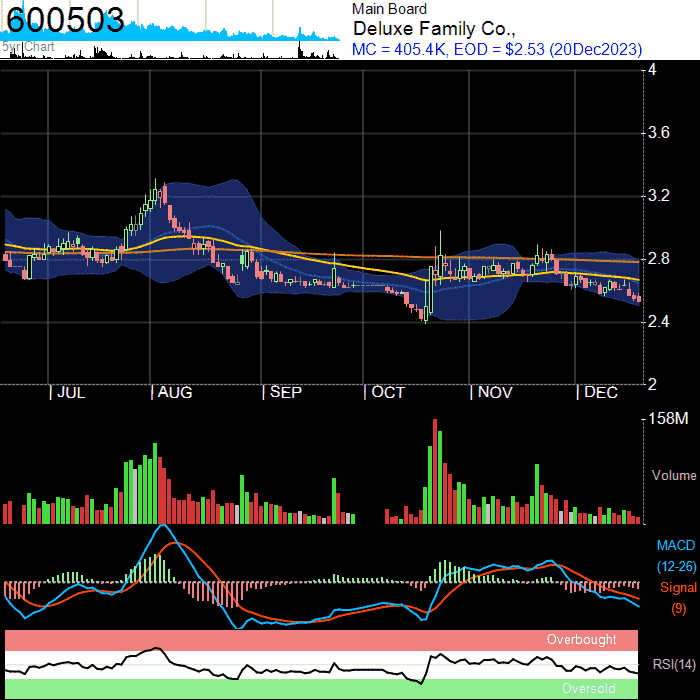 600503
5yr Chart
Main Board
Deluxe Family Co.,
MC = 405.4K, EOD = $2.53 (20Dec2023)
4
3.6
3.2
2.8
2.4
2
| JUL | AUG | SEP | OCT | NOV | DEC
158M
Volume
MACD
(12-26)
Signal
(9)
Overbought
RSI(14)
Oversold